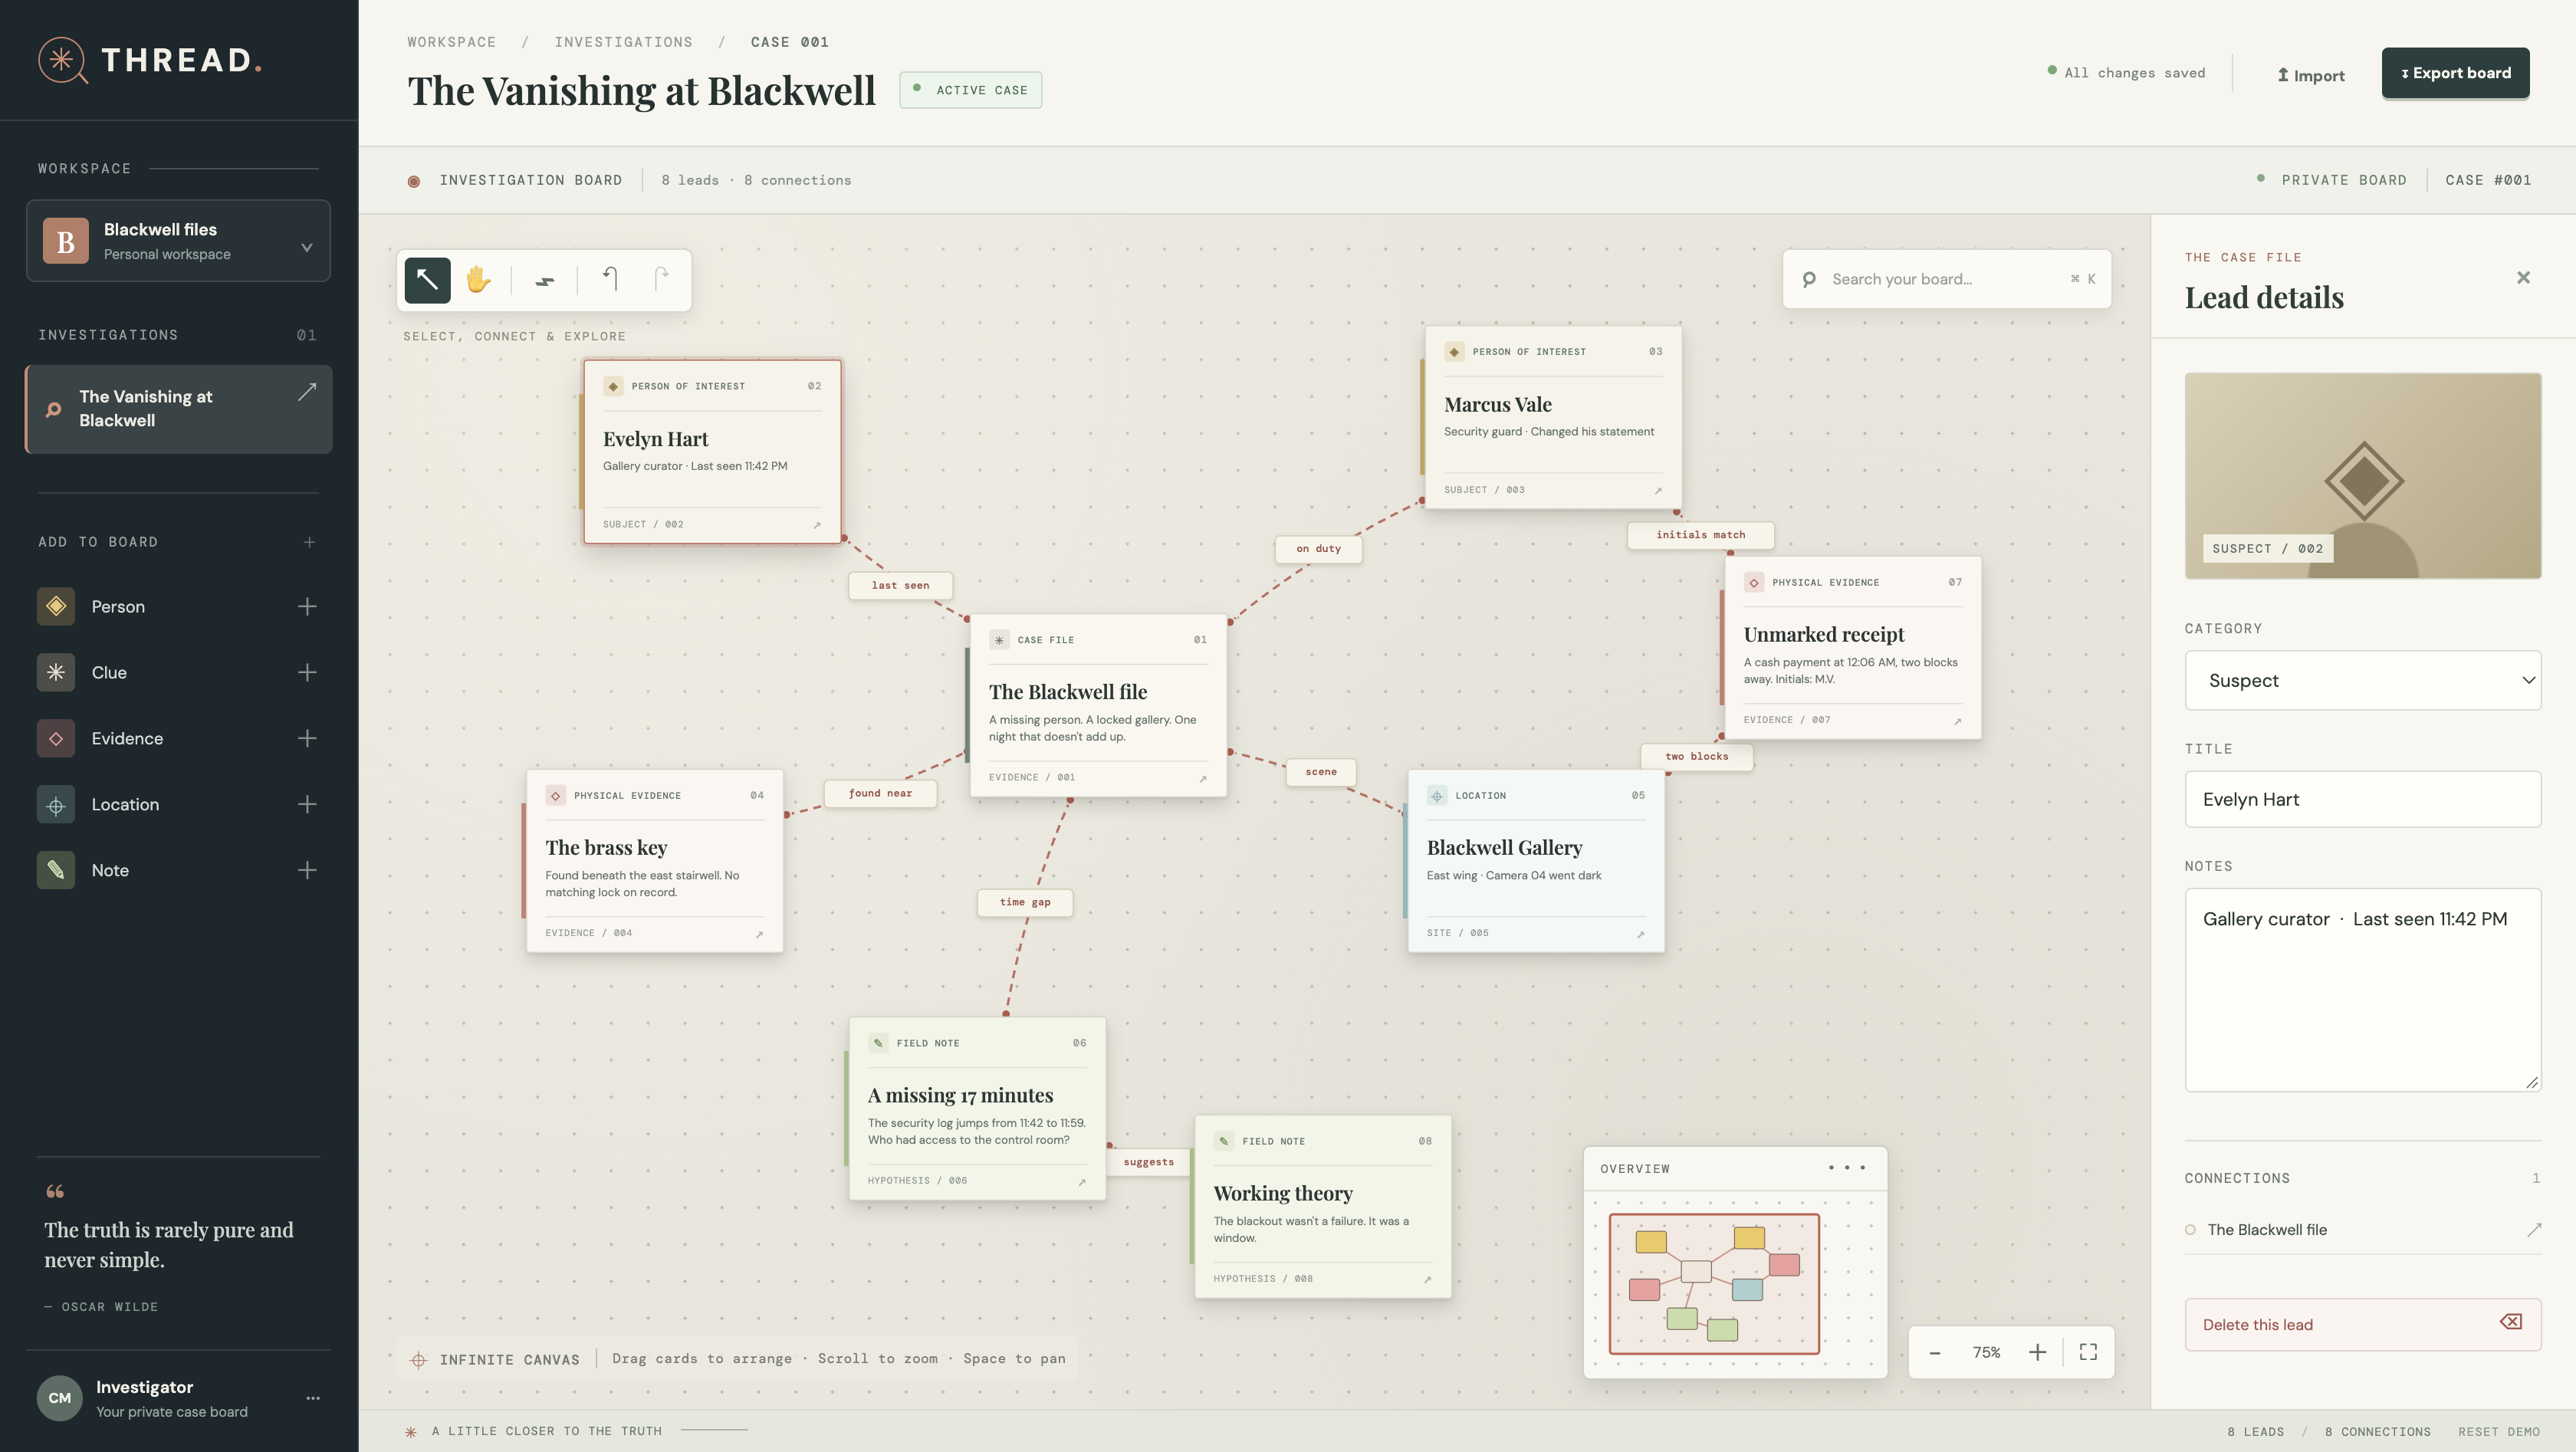 THREAD.
WORKSPACE
B
Blackwell files
Personal workspace
INVESTIGATIONS 01
The Vanishing at
Blackwell
ADD TO BOARD +
Person
Clue
Evidence
Location
Note
“
The truth is rarely pure and
never simple.
— OSCAR WILDE
CM
Investigator
Your private case board
WORKSPACE / INVESTIGATIONS / CASE 001
The Vanishing at Blackwell
ACTIVE CASE
All changes saved
Import
Export board
INVESTIGATION BOARD
8 leads · 8 connections
PRIVATE BOARD
CASE #001
SELECT, CONNECT & EXPLORE
Search your board... ⌘ K
PERSON OF INTEREST 02
Evelyn Hart
Gallery curator · Last seen 11:42 PM
SUBJECT / 002
PERSON OF INTEREST 03
Marcus Vale
Security guard · Changed his statement
SUBJECT / 003
on duty
initials match
last seen
CASE FILE 01
The Blackwell file
A missing person. A locked gallery. One
night that doesn't add up.
EVIDENCE / 001
PHYSICAL EVIDENCE 07
Unmarked receipt
A cash payment at 12:06 AM, two blocks
away. Initials: M.V.
EVIDENCE / 007
two blocks
scene
found near
PHYSICAL EVIDENCE 04
The brass key
Found beneath the east stairwell. No
matching lock on record.
EVIDENCE / 004
LOCATION 05
Blackwell Gallery
East wing · Camera 04 went dark
SITE / 005
time gap
FIELD NOTE 06
A missing 17 minutes
The security log jumps from 11:42 to 11:59.
Who had access to the control room?
HYPOTHESIS / 006
suggests
FIELD NOTE 08
Working theory
The blackout wasn't a failure. It was a
window.
HYPOTHESIS / 008
OVERVIEW
INFINITE CANVAS
Drag cards to arrange · Scroll to zoom · Space to pan
− 75% +
THE CASE FILE
Lead details
SUSPECT / 002
CATEGORY
Suspect
TITLE
Evelyn Hart
NOTES
Gallery curator · Last seen 11:42 PM
CONNECTIONS 1
The Blackwell file
Delete this lead
A LITTLE CLOSER TO THE TRUTH
8 LEADS / 8 CONNECTIONS RESET DEMO